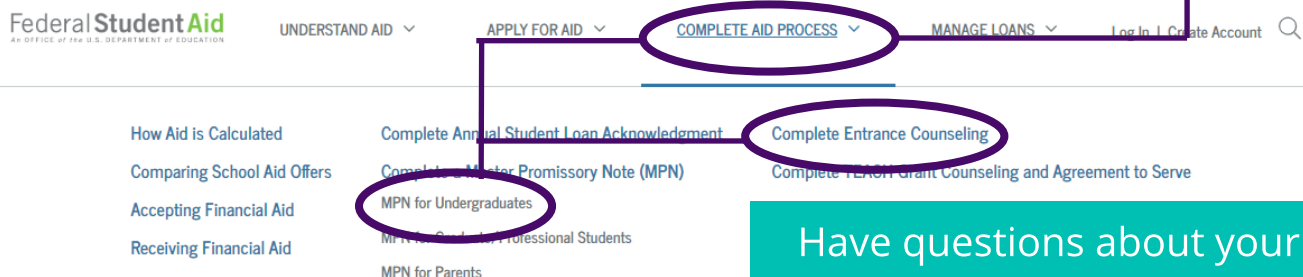 Federal Student Aid
An OFFICE of the U.S. DEPARTMENT of EDUCATION
UNDERSTAND AID
APPLY FOR AID
COMPLETE AID PROCESS
MANAGE LOANS
Log In | Create Account
How Aid is Calculated
Comparing School Aid Offers
Accepting Financial Aid
Receiving Financial Aid
Complete Annual Student Loan Acknowledgment
Complete a Master Promissory Note (MPN)
MPN for Undergraduates
MPN for Graduate/Professional Students
MPN for Parents
Complete Entrance Counseling
Complete TEACH Grant Counseling and Agreement to Serve
Have questions about your